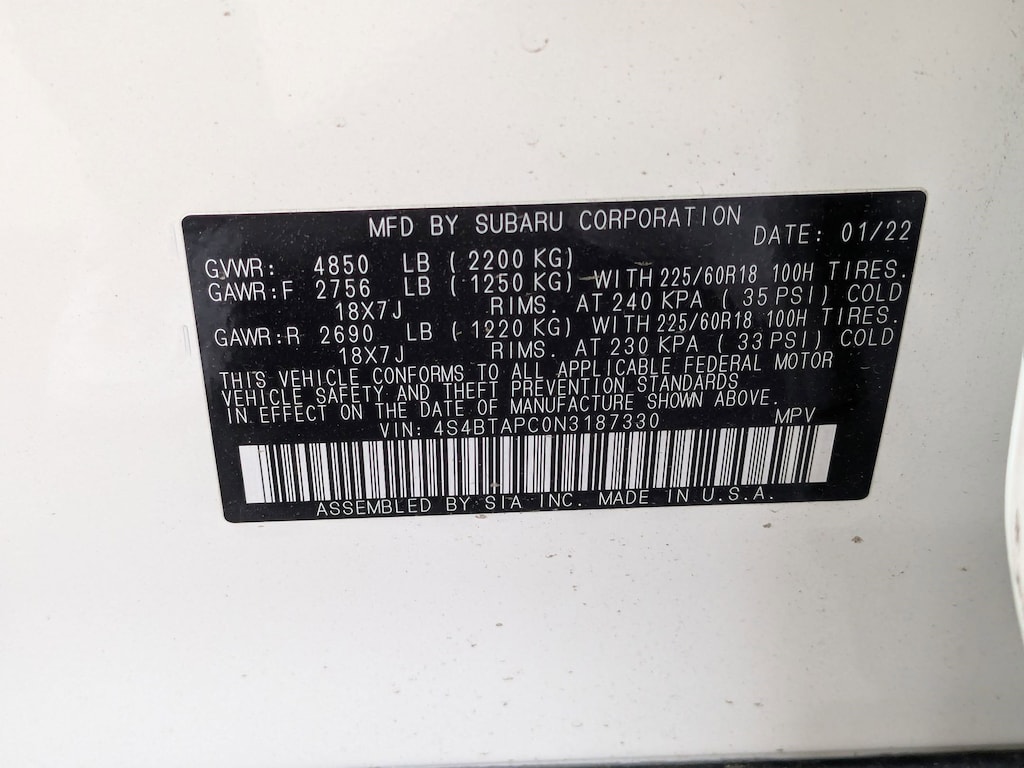 MFD BY SUBARU CORPORATION
DATE: 01/22
GVWR: 4850 LB (2200 KG)
GAWR:F 2756 LB (1250 KG) WITH 225/60R18 100H TIRES.
18X7J RIMS. AT 240 KPA (35 PSI) COLD
GAWR:R 2690 LB (1220 KG) WITH 225/60R18 100H TIRES.
18X7J RIMS. AT 230 KPA (33 PSI) COLD
THIS VEHICLE CONFORMS TO ALL APPLICABLE FEDERAL MOTOR
VEHICLE SAFETY AND THEFT PREVENTION STANDARDS
IN EFFECT ON THE DATE OF MANUFACTURE SHOWN ABOVE.
VIN: 4S4BTAPC0N3187330 MPV
ASSEMBLED BY SIA INC. MADE IN U.S.A.